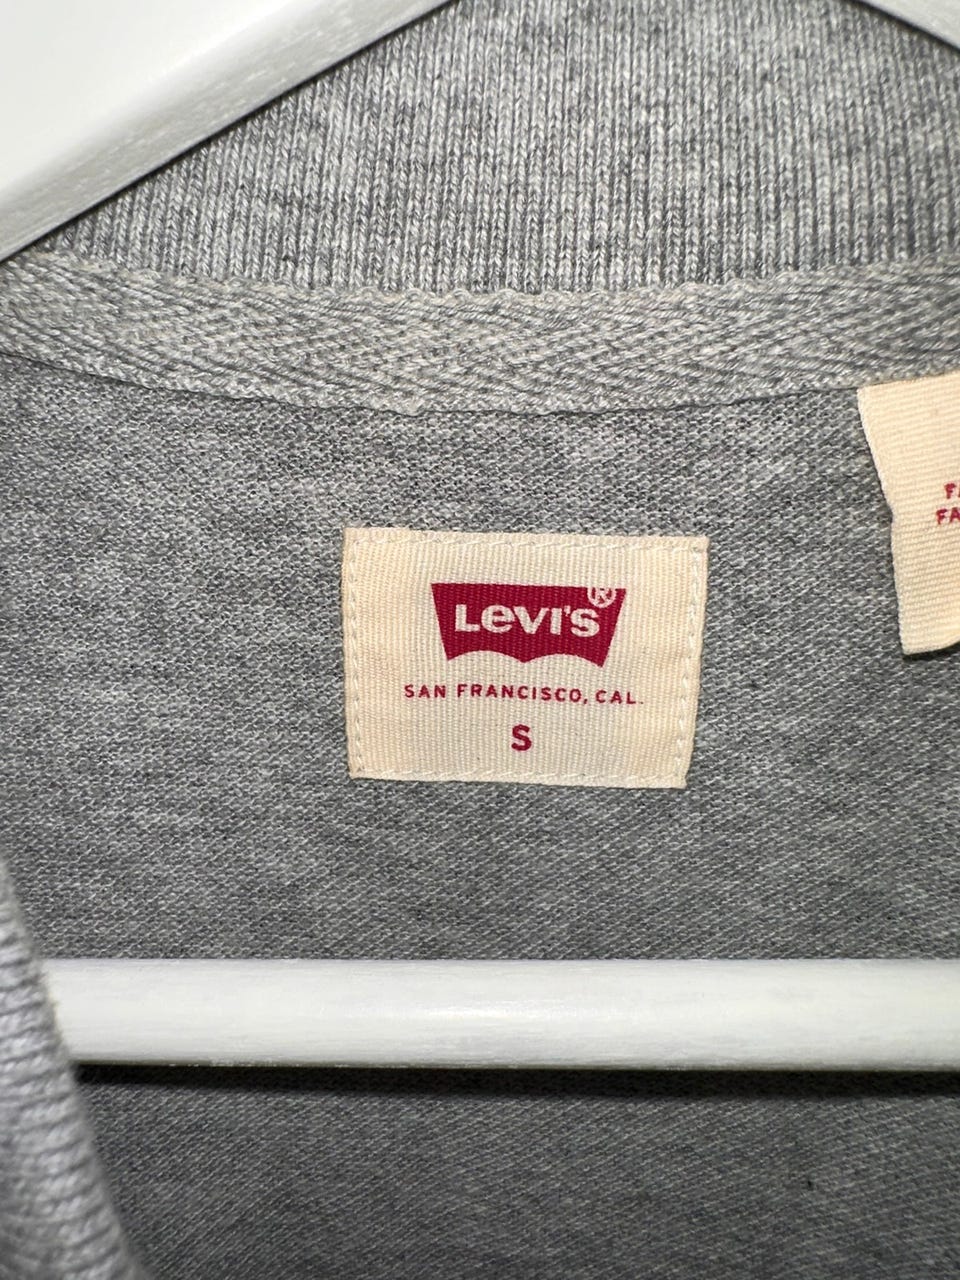 LEVI'S®
SAN FRANCISCO, CAL.
S